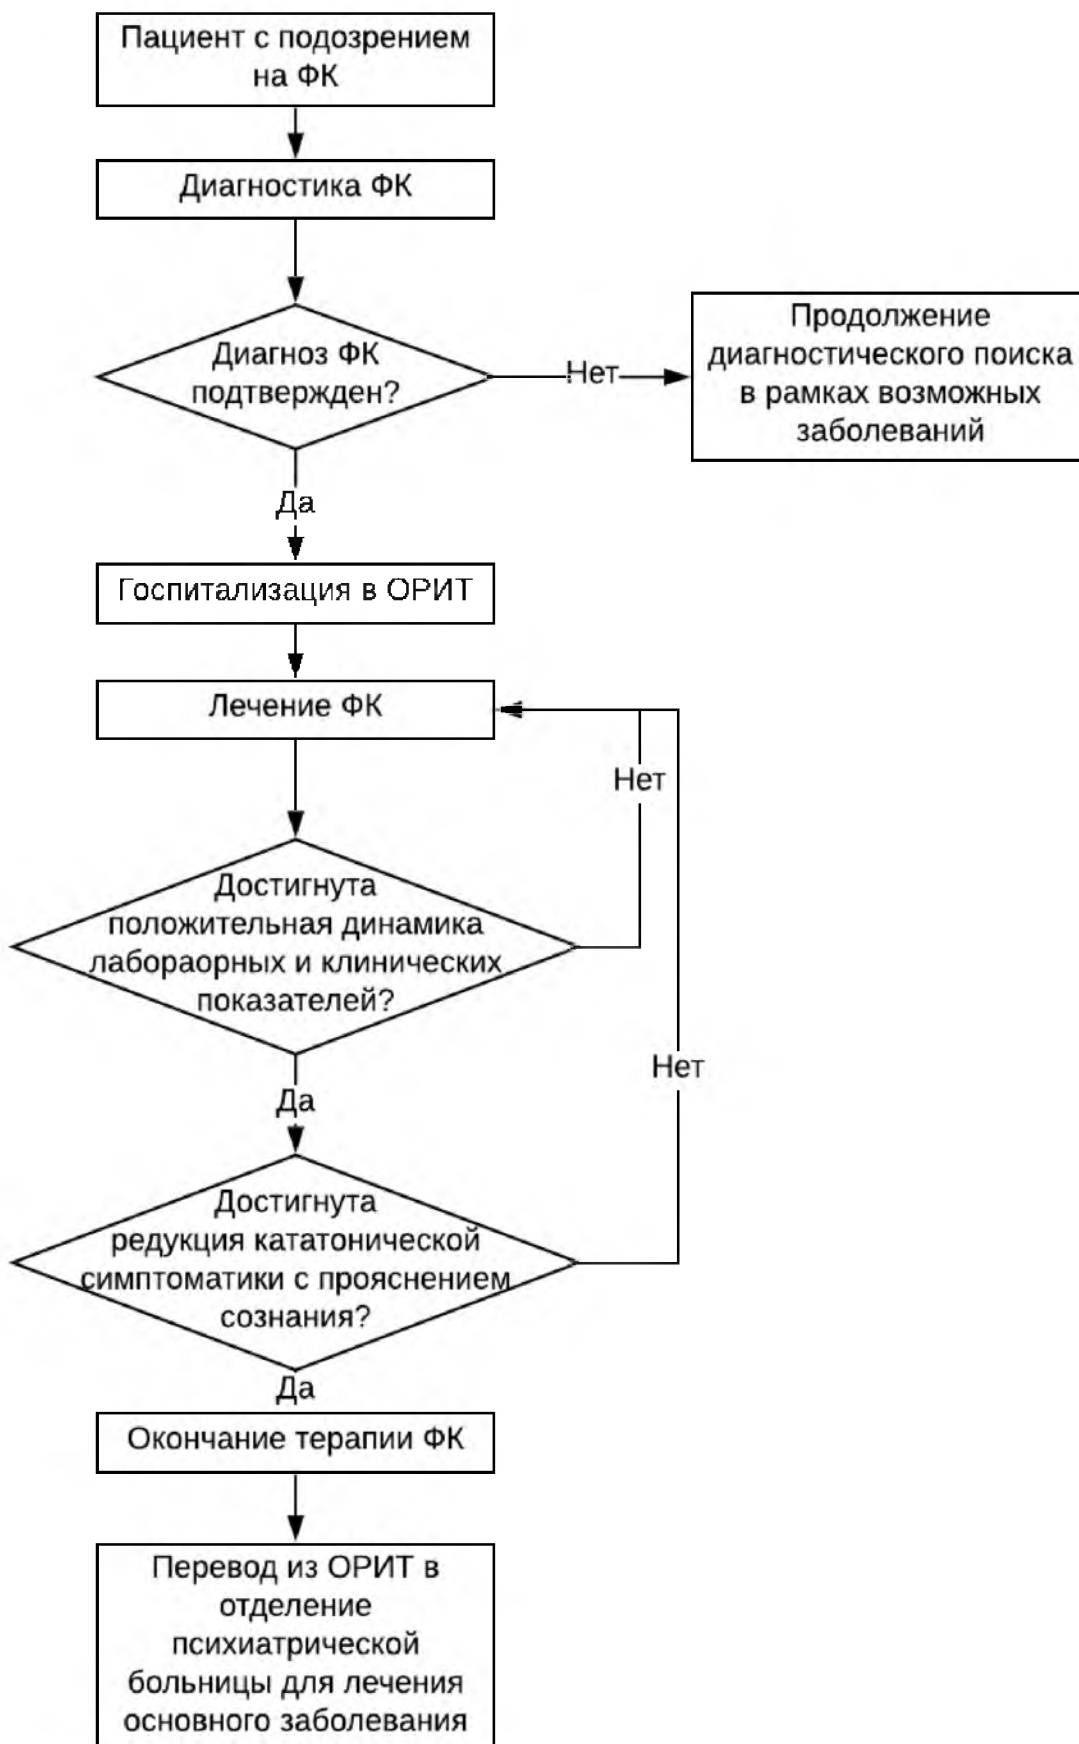 Пациент с подозрением
на ФК
Диагностика ФК
Диагноз ФК
подтвержден?
Нет
Продолжение
диагностического поиска
в рамках возможных
заболеваний
Да
Госпитализация в ОРИТ
Лечение ФК
Нет
Достигнута
положительная динамика
лабораорных и клинических
показателей?
Нет
Да
Достигнута
редукция кататонической
симптоматики с прояснением
сознания?
Да
Окончание терапии ФК
Перевод из ОРИТ в
отделение
психиатрической
больницы для лечения
основного заболевания